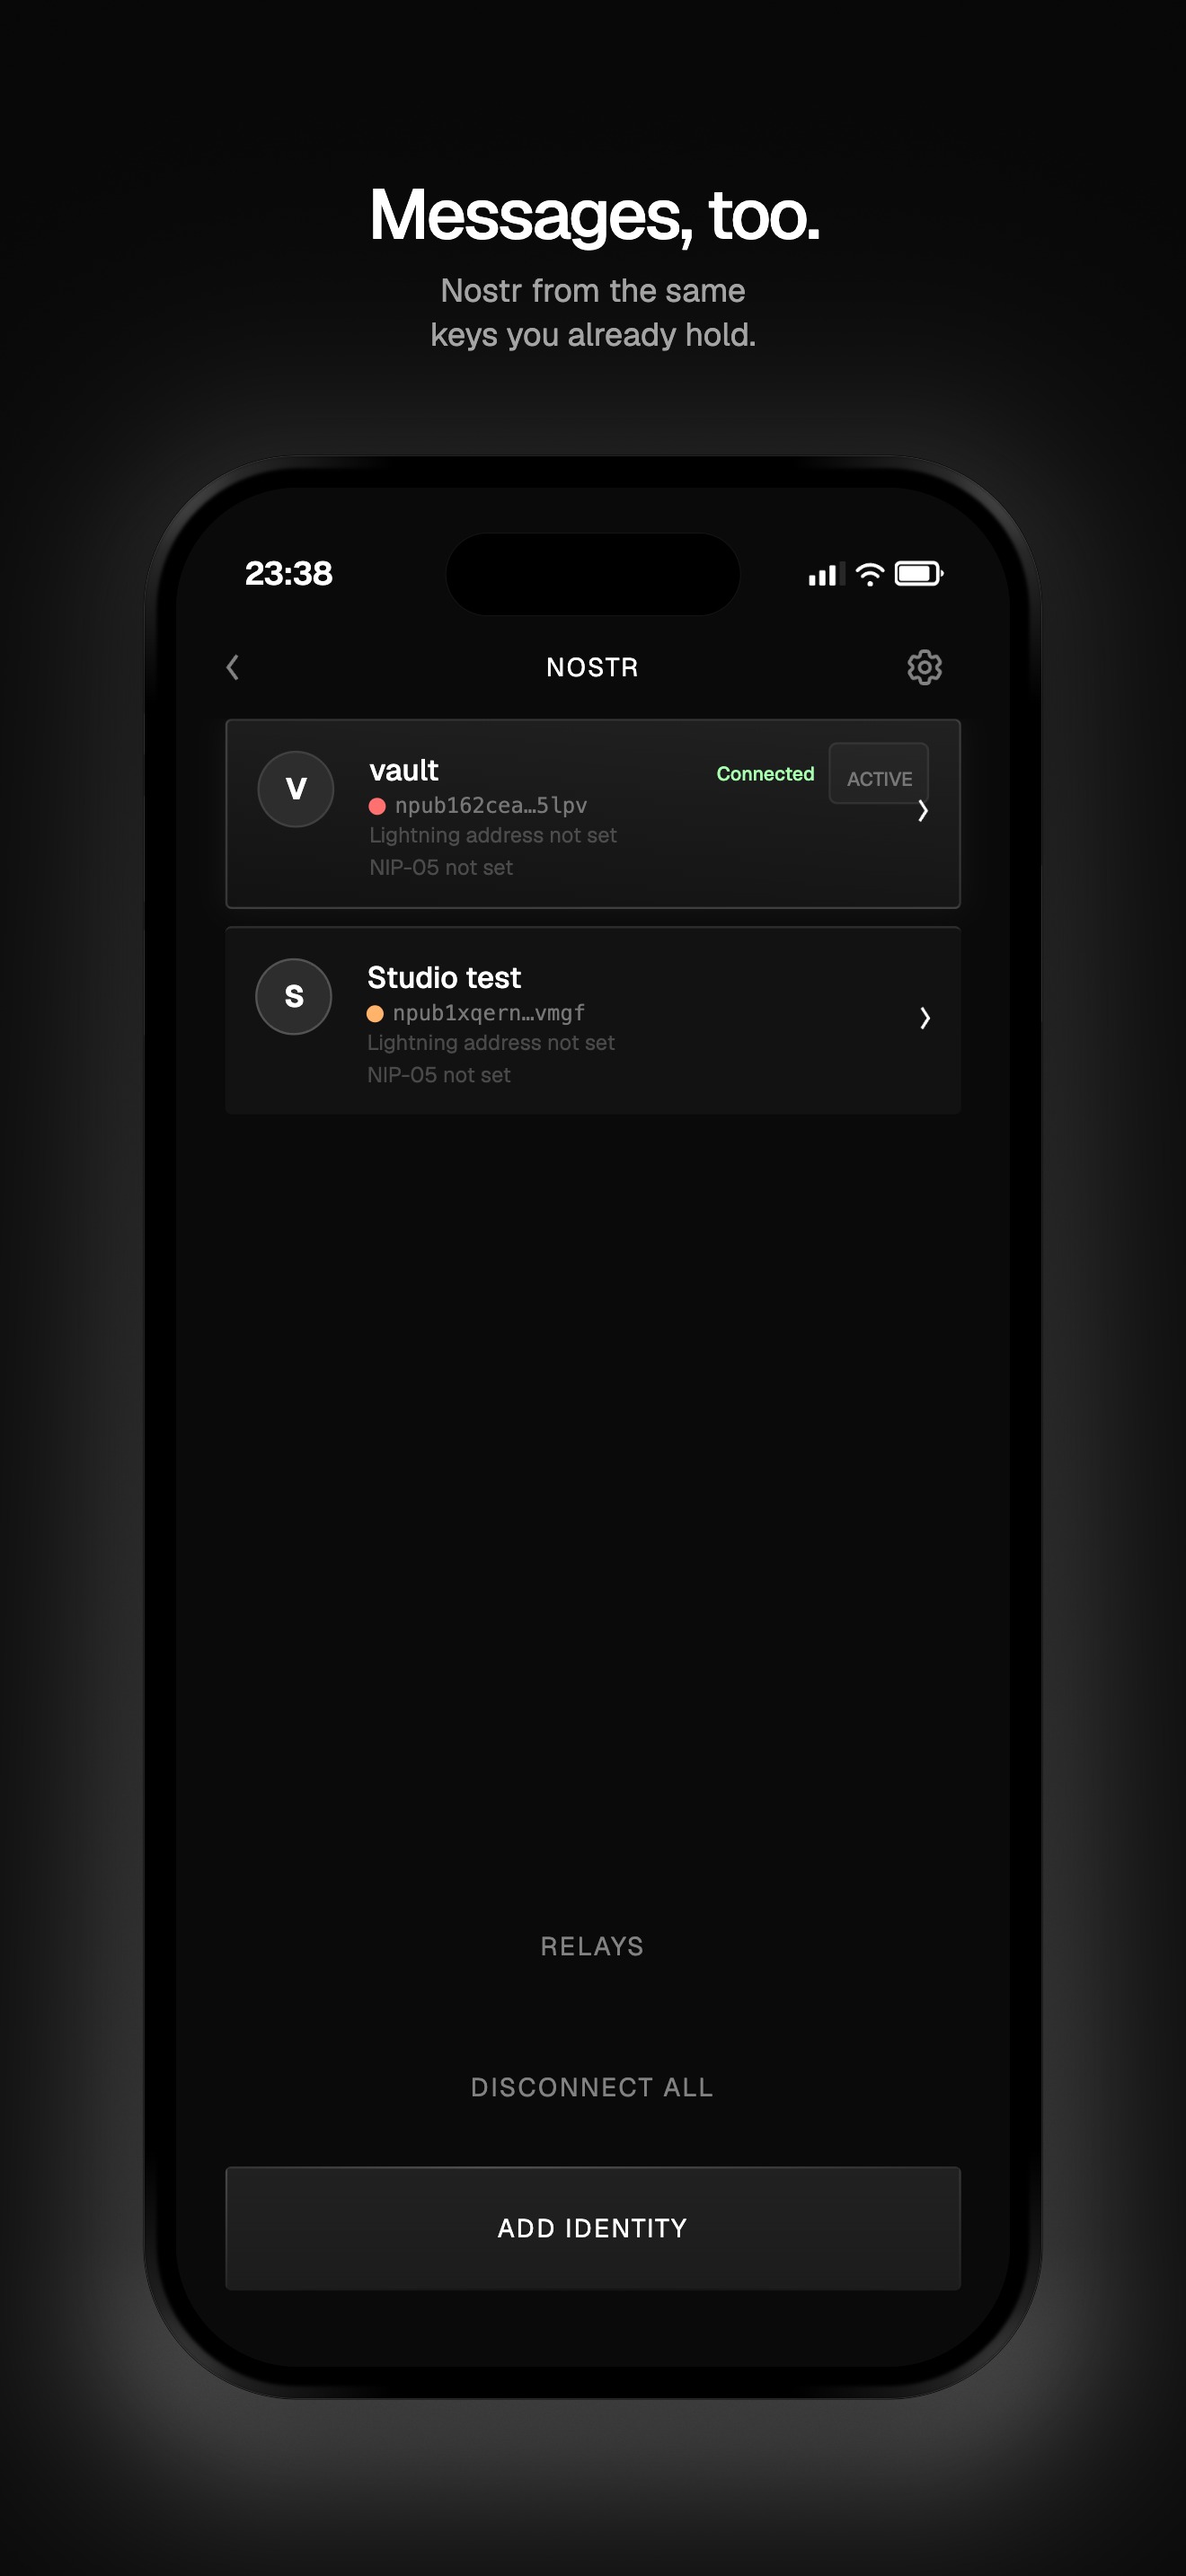 Messages, too.
Nostr from the same
keys you already hold.
23:38
NOSTR
V
vault
Connected
ACTIVE
npub162cea…5lpv
Lightning address not set
NIP-05 not set
S
Studio test
npub1xqern…vmgf
Lightning address not set
NIP-05 not set
RELAYS
DISCONNECT ALL
ADD IDENTITY